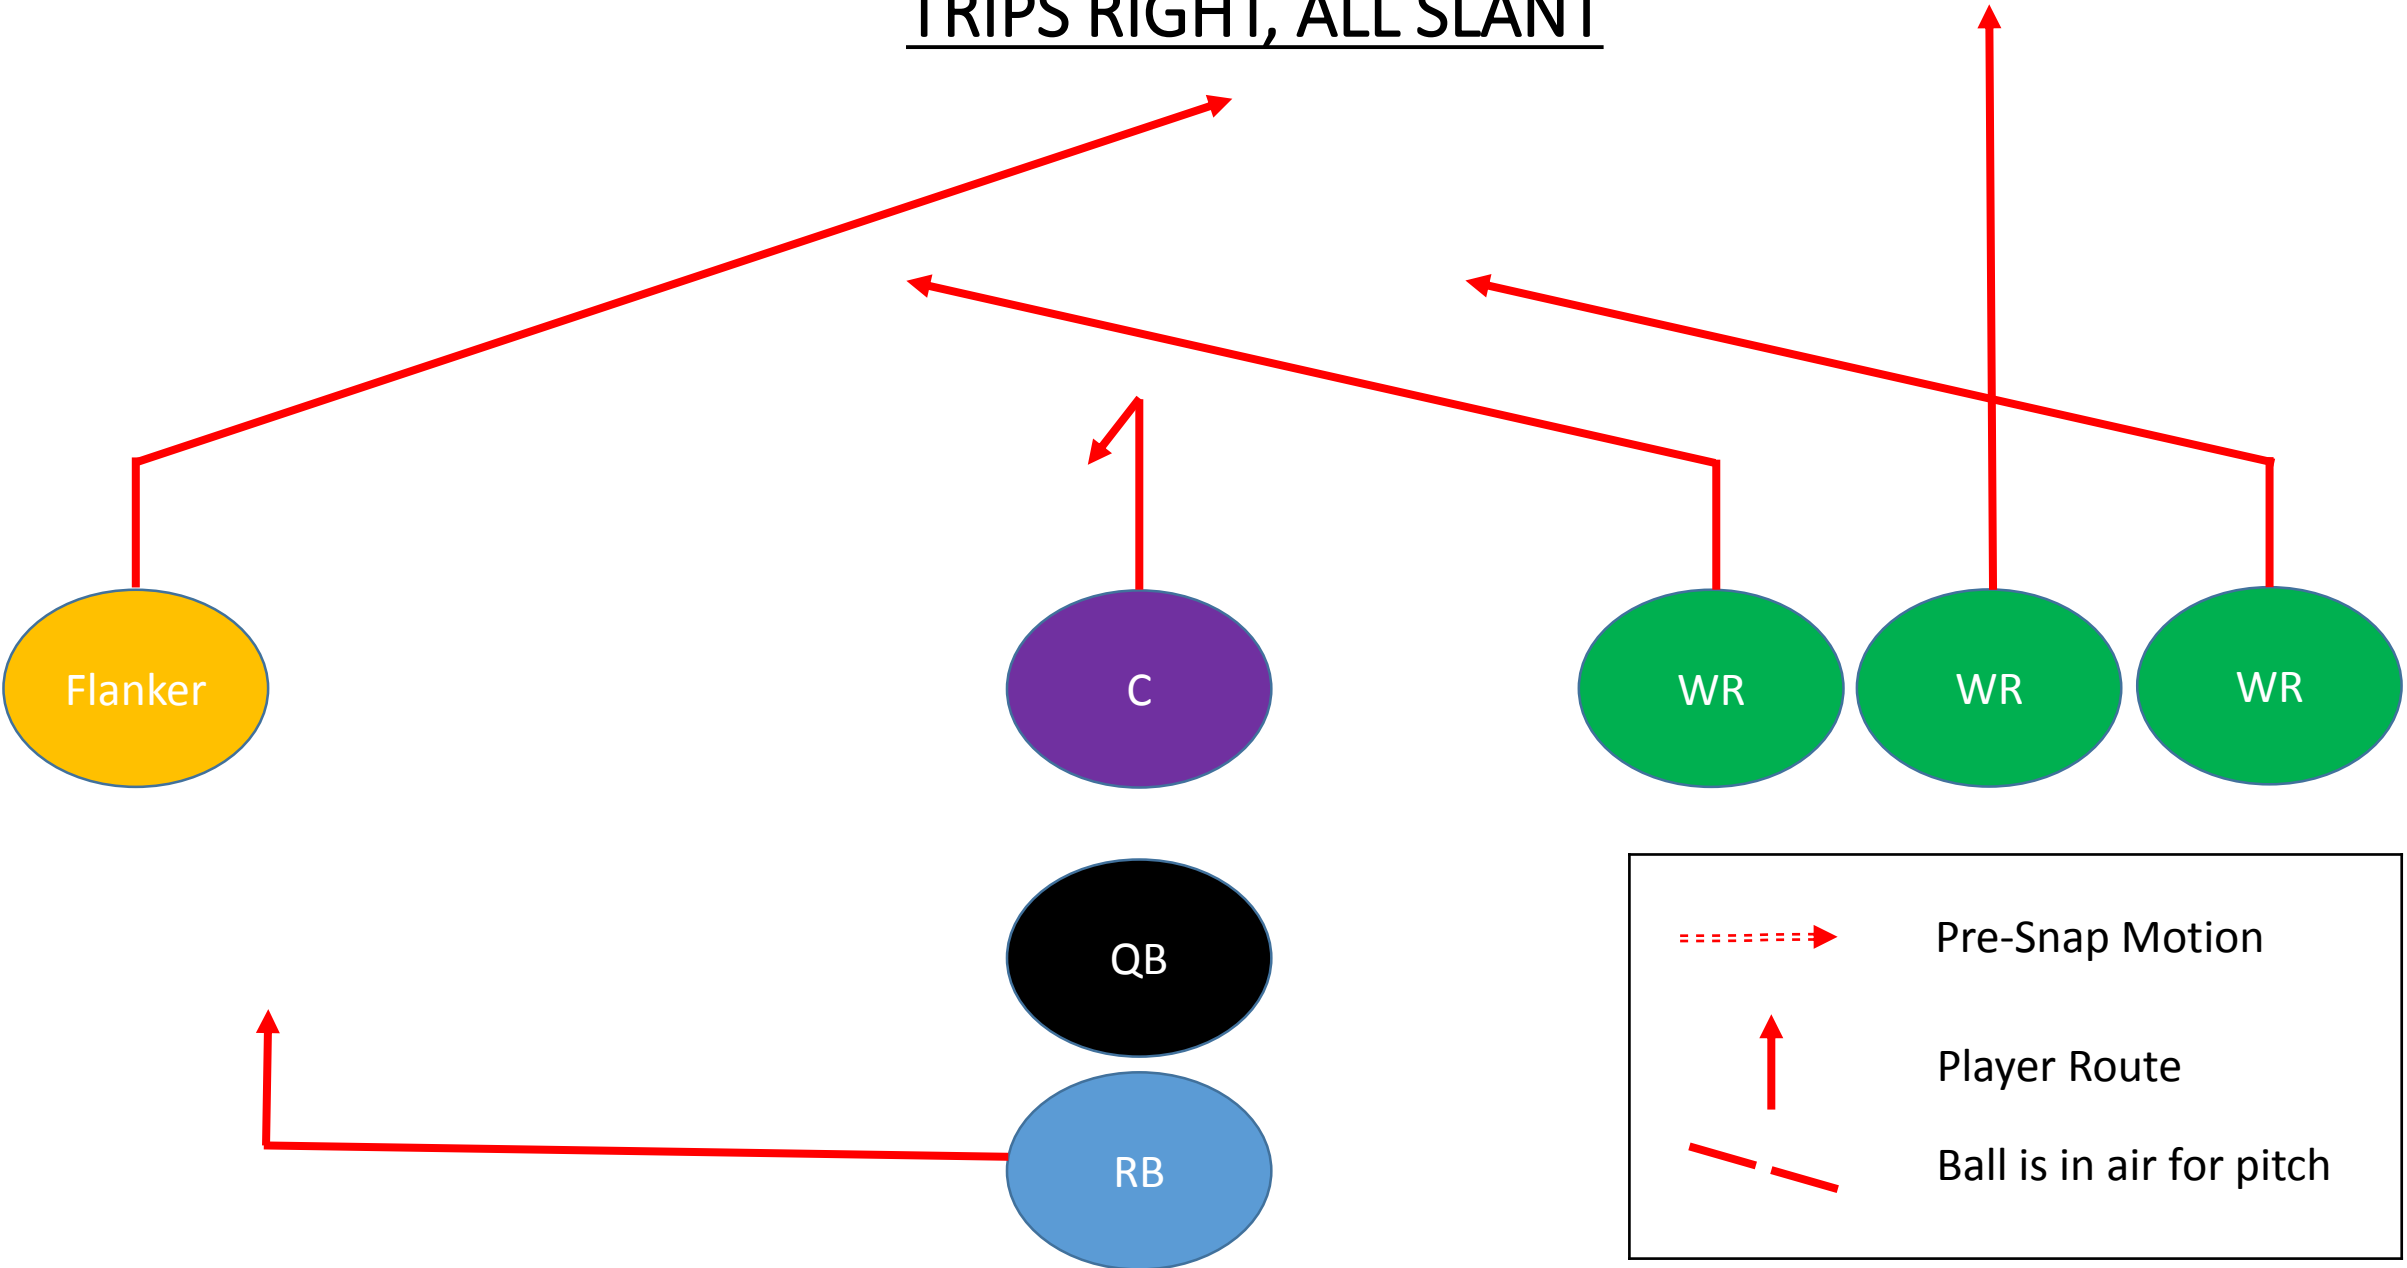 TRIPS RIGHT, ALL SLANT
Flanker
C
WR
WR
WR
QB
RB
Pre-Snap Motion
Player Route
Ball is in air for pitch